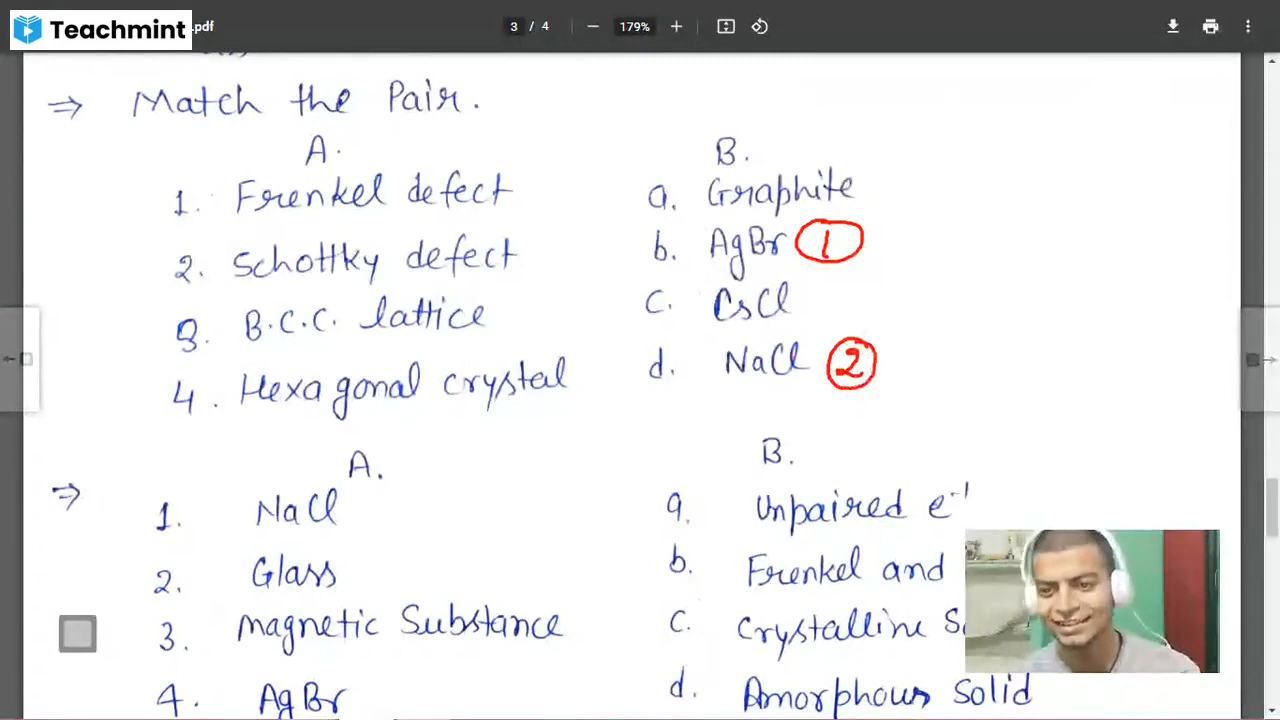 Teachmint
.pdf
3 / 4
179%
⇒ Match the Pair.
A.
B.
1. Frenkel defect
a. Graphite
2. Schottky defect
b. AgBr 1
3. B.C.C. lattice
c. CsCl
4. Hexagonal crystal
d. NaCl 2
⇒ A.
B.
1. NaCl
a. Unpaired e⁻¹
2. Glass
b. Frenkel and
3. Magnetic Substance
c. Crystalline
4. AgBr
d. Amorphous Solid